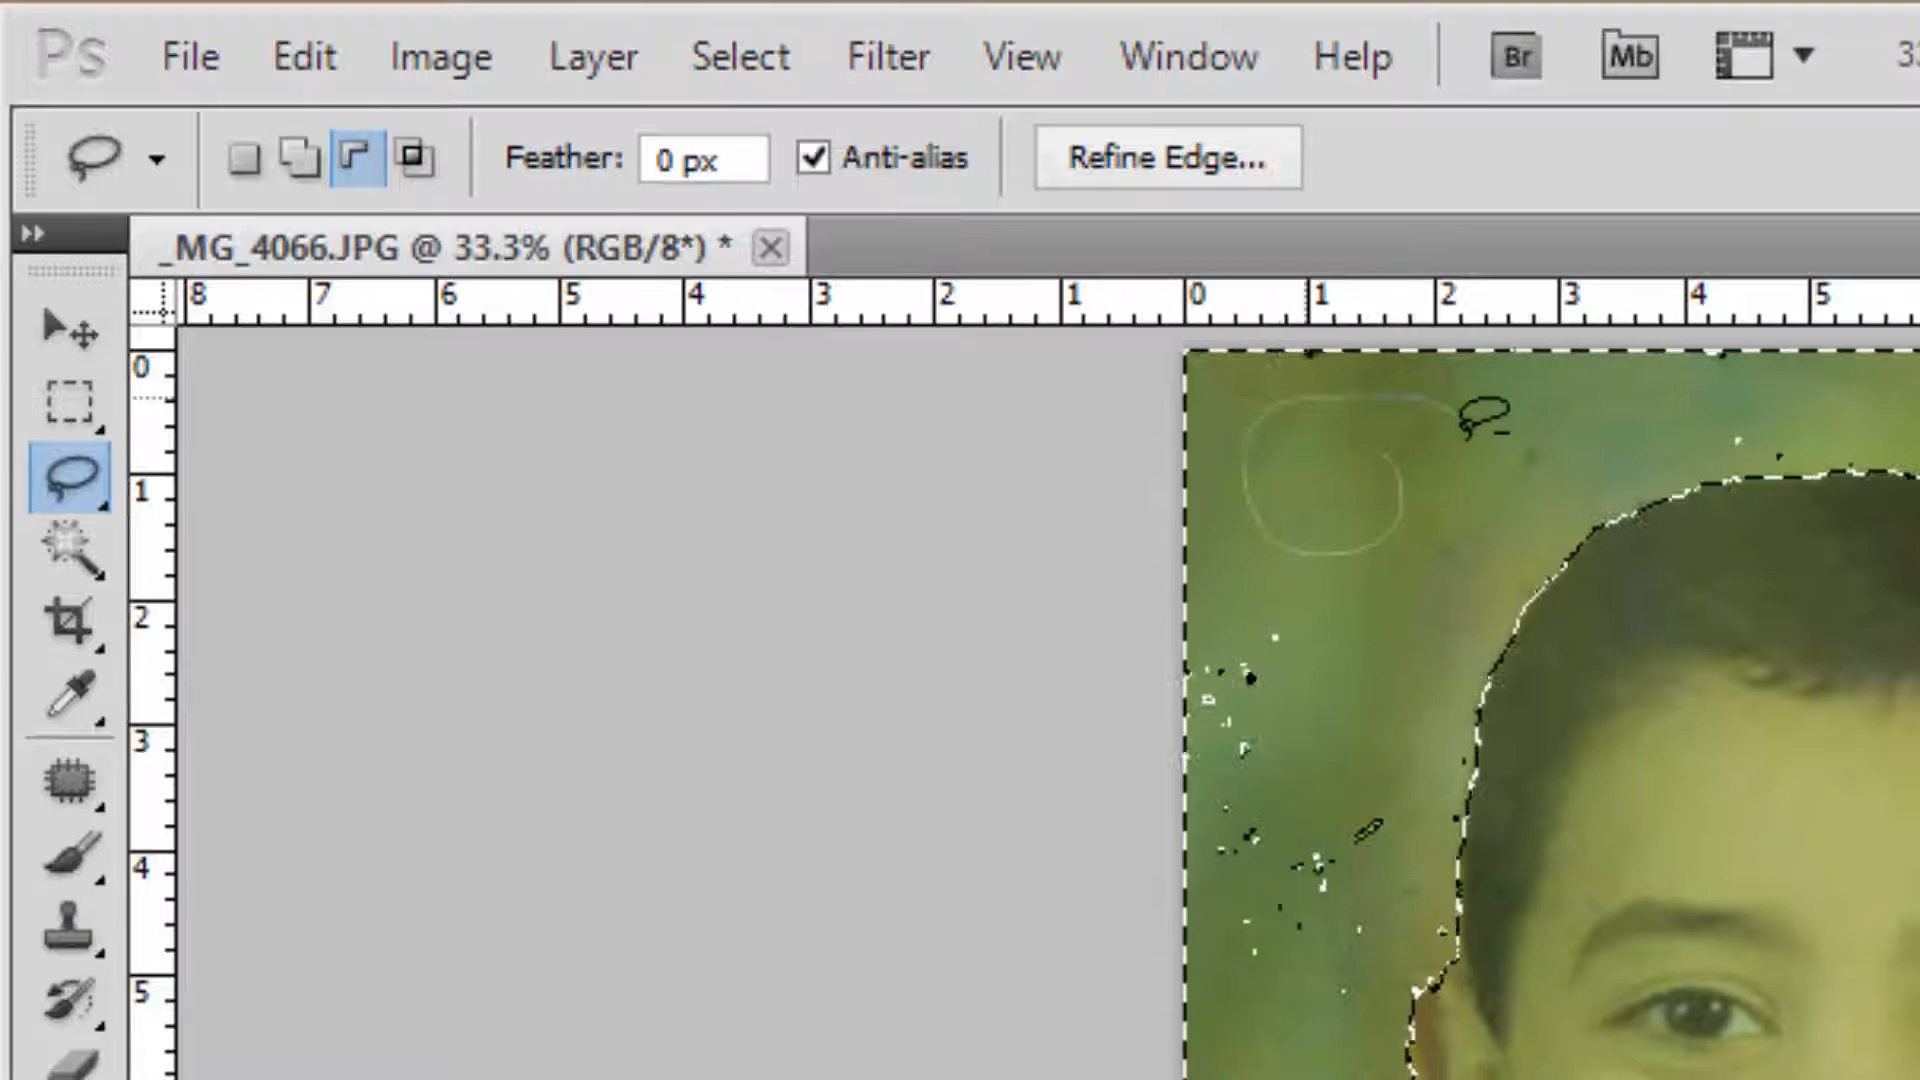 Ps File Edit Image Layer Select Filter View Window Help Br Mb
Feather: 0 px Anti-alias Refine Edge...
_MG_4066.JPG @ 33.3% (RGB/8*) *
8 7 6 5 4 3 2 1 0 1 2 3 4 5
0
1
2
3
4
5